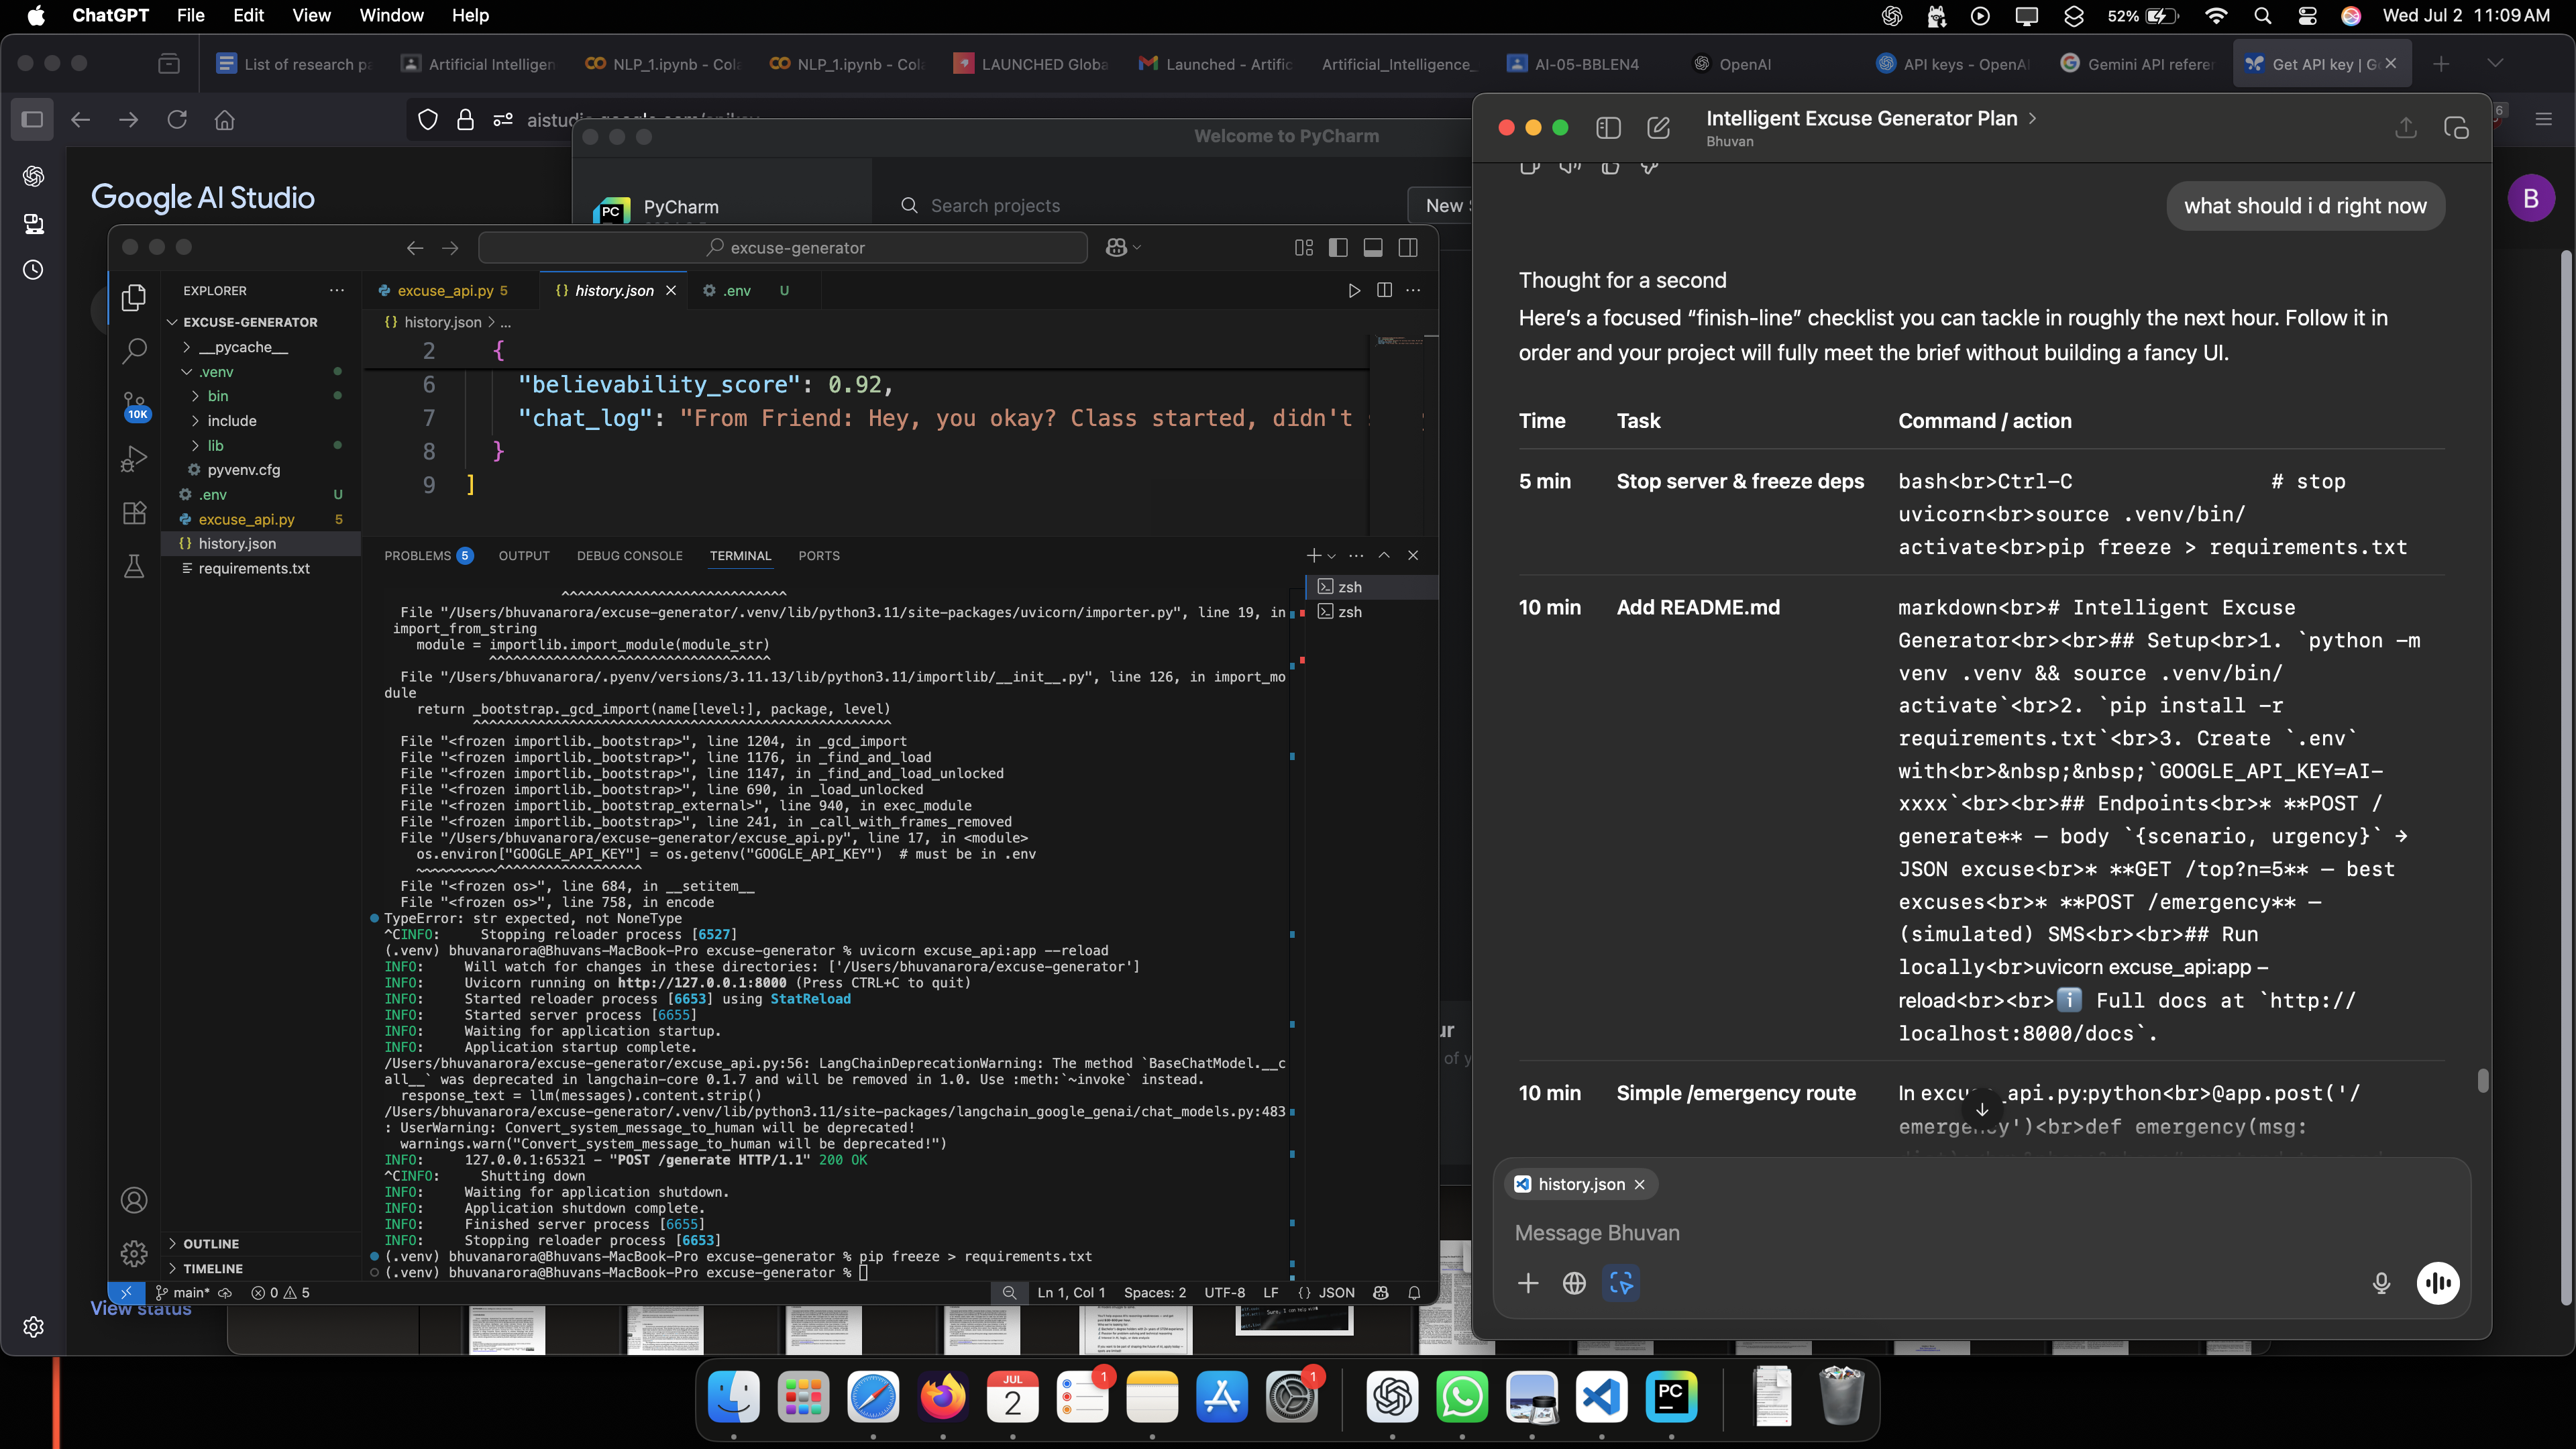 ChatGPT File Edit View Window Help
52% Wed Jul 2 11:09 AM
List of research pa
Artificial Intelligen
NLP_1.ipynb - Cola
NLP_1.ipynb - Cola
LAUNCHED Globa
Launched - Artific
Artificial_Intelligence_
AI-05-BBLEN4
OpenAI
API keys - OpenAI
Gemini API referen
Get API key | G
Google AI Studio
View status
Welcome to PyCharm
PC
PyCharm
Search projects
New
B
6
excuse-generator
EXPLORER
EXCUSE-GENERATOR
__pycache__
.venv
bin
include
lib
pyvenv.cfg
.env U
excuse_api.py 5
history.json
requirements.txt
10K
OUTLINE
TIMELINE
excuse_api.py 5
{} history.json
.env U
{} history.json > ...
2 {
6 "believability_score": 0.92,
7 "chat_log": "From Friend: Hey, you okay? Class started, didn't
8 }
9 ]
PROBLEMS 5 OUTPUT DEBUG CONSOLE TERMINAL PORTS
zsh
zsh
^^^^^^^^^^^^^^^^^^^^^^^^^^^^
File "/Users/bhuvanarora/excuse-generator/.venv/lib/python3.11/site-packages/uvicorn/importer.py", line 19, in
import_from_string
module = importlib.import_module(module_str)
^^^^^^^^^^^^^^^^^^^^^^^^^^^^^^^^^^^
File "/Users/bhuvanarora/.pyenv/versions/3.11.13/lib/python3.11/importlib/__init__.py", line 126, in import_mo
dule
return _bootstrap._gcd_import(name[level:], package, level)
^^^^^^^^^^^^^^^^^^^^^^^^^^^^^^^^^^^^^^^^^^^^^^^^^^^^
File "<frozen importlib._bootstrap>", line 1204, in _gcd_import
File "<frozen importlib._bootstrap>", line 1176, in _find_and_load
File "<frozen importlib._bootstrap>", line 1147, in _find_and_load_unlocked
File "<frozen importlib._bootstrap>", line 690, in _load_unlocked
File "<frozen importlib._bootstrap_external>", line 940, in exec_module
File "<frozen importlib._bootstrap>", line 241, in _call_with_frames_removed
File "/Users/bhuvanarora/excuse-generator/excuse_api.py", line 17, in <module>
os.environ["GOOGLE_API_KEY"] = os.getenv("GOOGLE_API_KEY") # must be in .env
~~~~~~~~~~^^^^^^^^^^^^^^^^^^
File "<frozen os>", line 684, in __setitem__
File "<frozen os>", line 758, in encode
TypeError: str expected, not NoneType
^CINFO: Stopping reloader process [6527]
(.venv) bhuvanarora@Bhuvans-MacBook-Pro excuse-generator % uvicorn excuse_api:app --reload
INFO: Will watch for changes in these directories: ['/Users/bhuvanarora/excuse-generator']
INFO: Uvicorn running on http://127.0.0.1:8000 (Press CTRL+C to quit)
INFO: Started reloader process [6653] using StatReload
INFO: Started server process [6655]
INFO: Waiting for application startup.
INFO: Application startup complete.
/Users/bhuvanarora/excuse-generator/excuse_api.py:56: LangChainDeprecationWarning: The method `BaseChatModel.__c
all__` was deprecated in langchain-core 0.1.7 and will be removed in 1.0. Use :meth:`~invoke` instead.
response_text = llm(messages).content.strip()
/Users/bhuvanarora/excuse-generator/.venv/lib/python3.11/site-packages/langchain_google_genai/chat_models.py:483
: UserWarning: Convert_system_message_to_human will be deprecated!
warnings.warn("Convert_system_message_to_human will be deprecated!")
INFO: 127.0.0.1:65321 - "POST /generate HTTP/1.1" 200 OK
^CINFO: Shutting down
INFO: Waiting for application shutdown.
INFO: Application shutdown complete.
INFO: Finished server process [6655]
INFO: Stopping reloader process [6653]
(.venv) bhuvanarora@Bhuvans-MacBook-Pro excuse-generator % pip freeze > requirements.txt
(.venv) bhuvanarora@Bhuvans-MacBook-Pro excuse-generator %
main* 0 5 Ln 1, Col 1 Spaces: 2 UTF-8 LF {} JSON
ur
of y
Intelligent Excuse Generator Plan >
Bhuvan
what should i d right now
Thought for a second
Here’s a focused “finish-line” checklist you can tackle in roughly the next hour. Follow it in
order and your project will fully meet the brief without building a fancy UI.
Time Task Command / action
5 min Stop server & freeze deps bash<br>Ctrl-C # stop
uvicorn<br>source .venv/bin/
activate<br>pip freeze > requirements.txt
10 min Add README.md markdown<br># Intelligent Excuse
Generator<br><br>## Setup<br>1. `python -m
venv .venv && source .venv/bin/
activate`<br>2. `pip install -r
requirements.txt`<br>3. Create `.env`
with<br>&nbsp;&nbsp;`GOOGLE_API_KEY=AI-
xxxx`<br><br>## Endpoints<br>* **POST /
generate** – body `{scenario, urgency}` →
JSON excuse<br>* **GET /top?n=5** – best
excuses<br>* **POST /emergency** –
(simulated) SMS<br><br>## Run
locally<br>uvicorn excuse_api:app –
reload<br><br>ℹ️ Full docs at `http://
localhost:8000/docs`.
10 min Simple /emergency route In excuse_api.py:python<br>@app.post('/
emergency')<br>def emergency(msg:
history.json
Message Bhuvan
JUL
2
1
1
PC